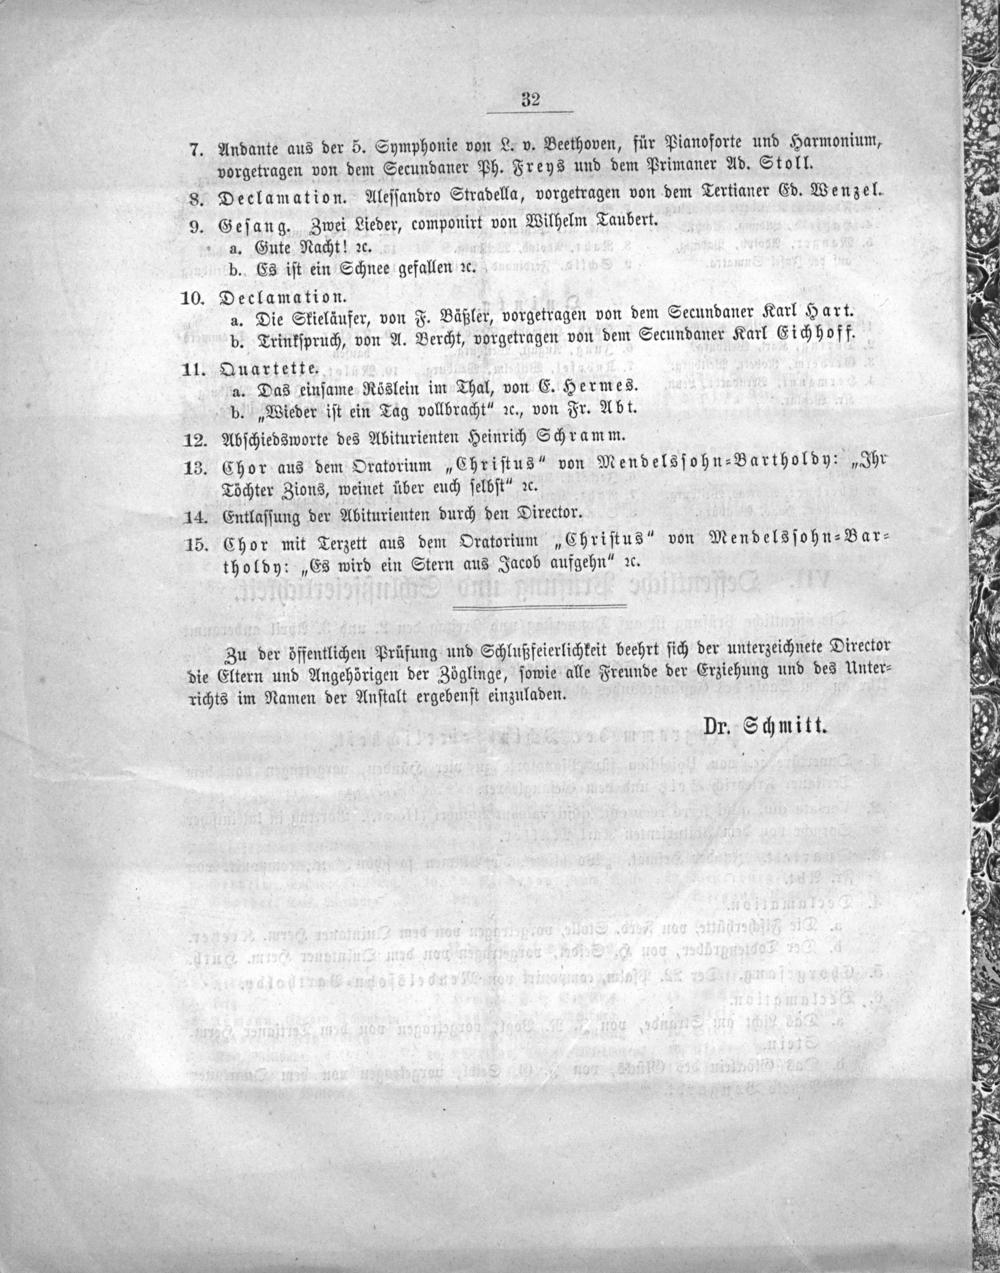 32
7. Andante aus der 5. Symphonie von L. v. Beethoven, für Pianoforte und Harmonium,
vorgetragen von dem Secundaner Ph. Freys und dem Primaner Ad. Stoll.
8. Declamation. Alessandro Stradella, vorgetragen von dem Tertianer Ed. Wenzel.
9. Gesang. Zwei Lieder, componirt von Wilhelm Taubert.
a. Gute Nacht! ꝛc.
b. Es ist ein Schnee gefallen ꝛc.
10. Declamation.
a. Die Skieläufer, von F. Bäßler, vorgetragen von dem Secundaner Karl Hart.
b. Trinkspruch, von A. Bercht, vorgetragen von dem Secundaner Karl Eichhoff.
11. Quartette.
a. Das einsame Röslein im Thal, von E. Hermes.
b. „Wieder ist ein Tag vollbracht" ꝛc., von Fr. Abt.
12. Abschiedsworte des Abiturienten Heinrich Schramm.
13. Chor aus dem Oratorium „Christus" von Mendelssohn-Bartholdy: „Ihr
Töchter Zions, weinet über euch selbst" ꝛc.
14. Entlassung der Abiturienten durch den Director.
15. Chor mit Terzett aus dem Oratorium „Christus" von Mendelssohn-Bar-
tholdy: „Es wird ein Stern aus Jacob aufgehn" ꝛc.
Zu der öffentlichen Prüfung und Schlußfeierlichkeit beehrt sich der unterzeichnete Director
die Eltern und Angehörigen der Zöglinge, sowie alle Freunde der Erziehung und des Unter-
richts im Namen der Anstalt ergebenst einzuladen.
Dr. Schmitt.